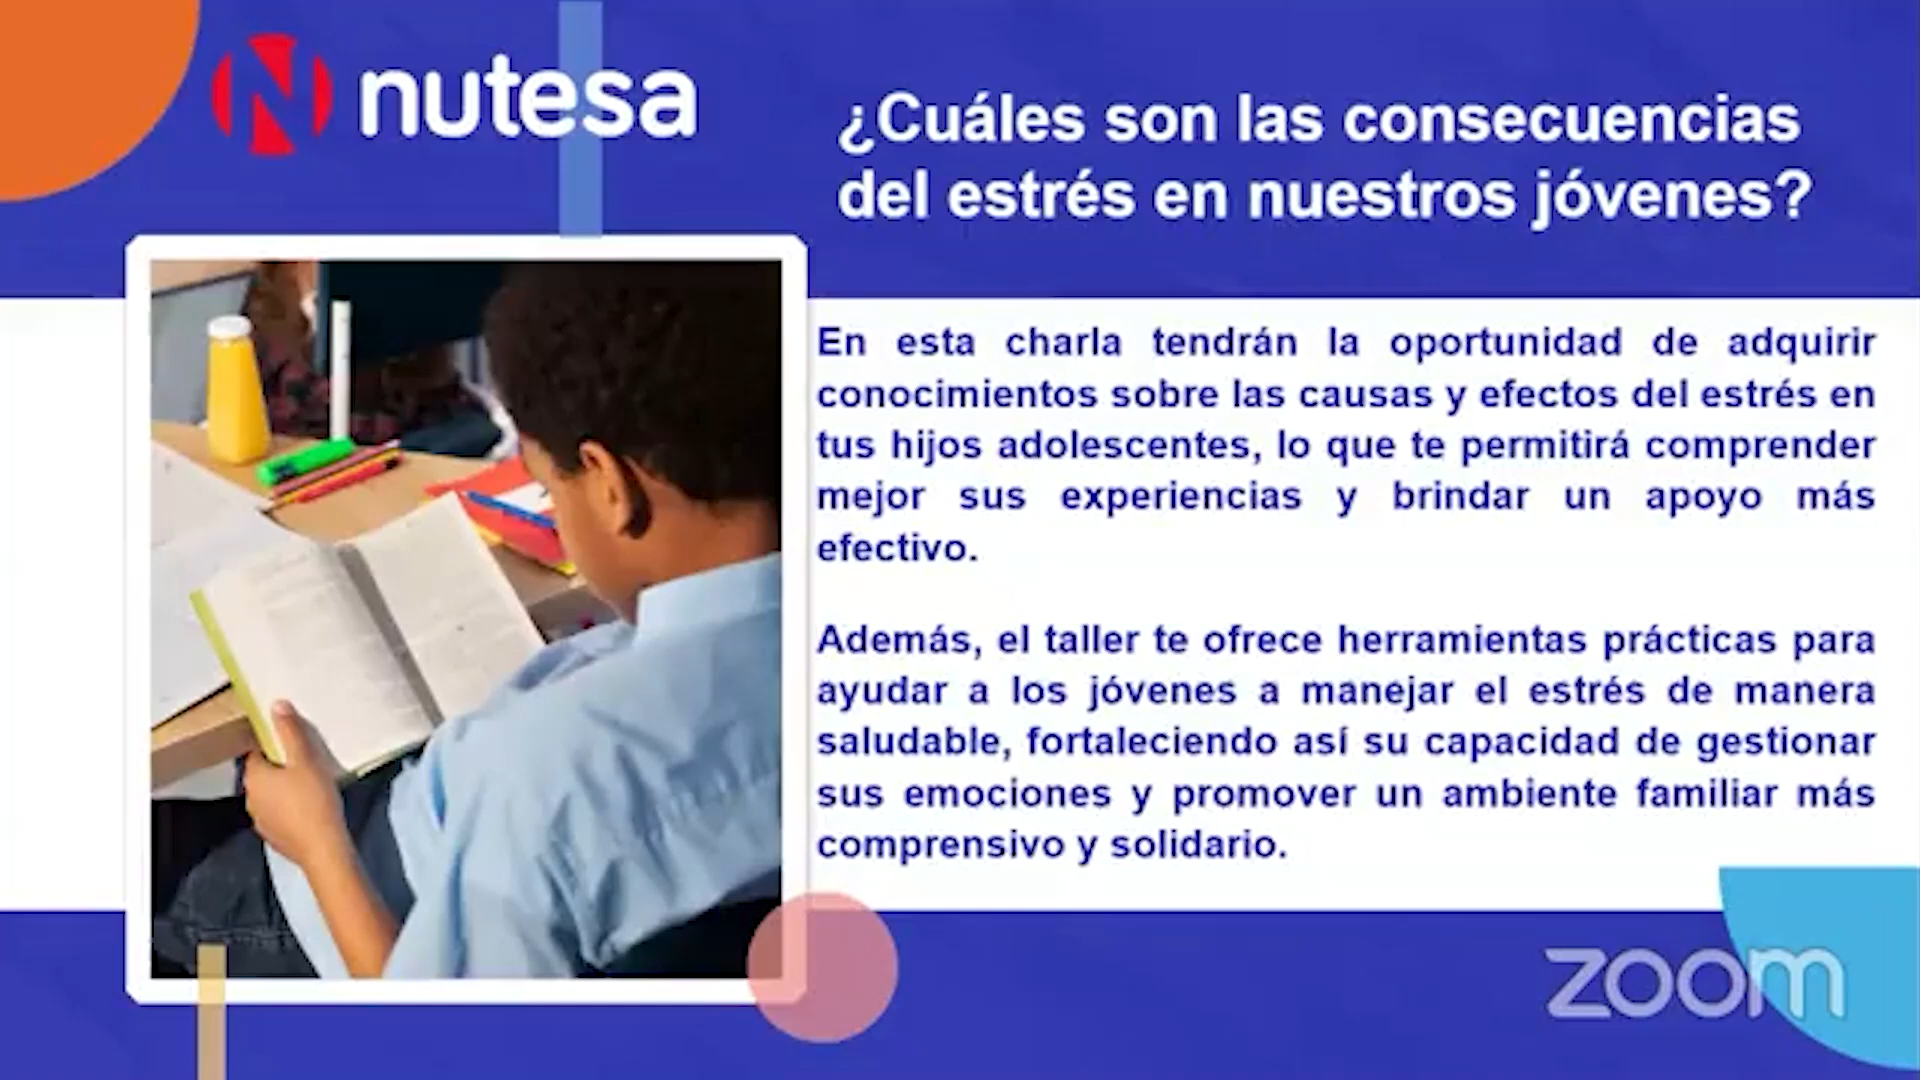 nutesa
¿Cuáles son las consecuencias
del estrés en nuestros jóvenes?
En esta charla tendrán la oportunidad de adquirir
conocimientos sobre las causas y efectos del estrés en
tus hijos adolescentes, lo que te permitirá comprender
mejor sus experiencias y brindar un apoyo más
efectivo.
Además, el taller te ofrece herramientas prácticas para
ayudar a los jóvenes a manejar el estrés de manera
saludable, fortaleciendo así su capacidad de gestionar
sus emociones y promover un ambiente familiar más
comprensivo y solidario.
zoom